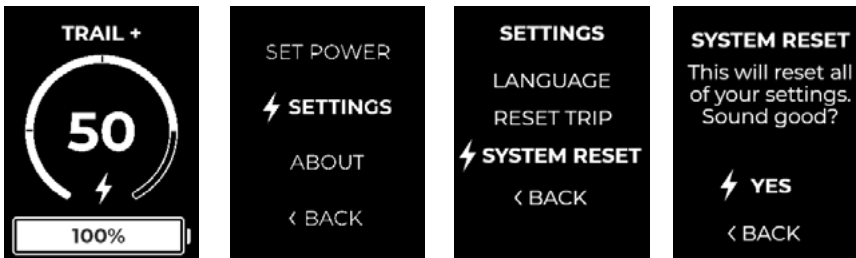 TRAIL +
50
100%
SET POWER
SETTINGS
ABOUT
< BACK
SETTINGS
LANGUAGE
RESET TRIP
SYSTEM RESET
< BACK
SYSTEM RESET
This will reset all
of your settings.
Sound good?
YES
< BACK